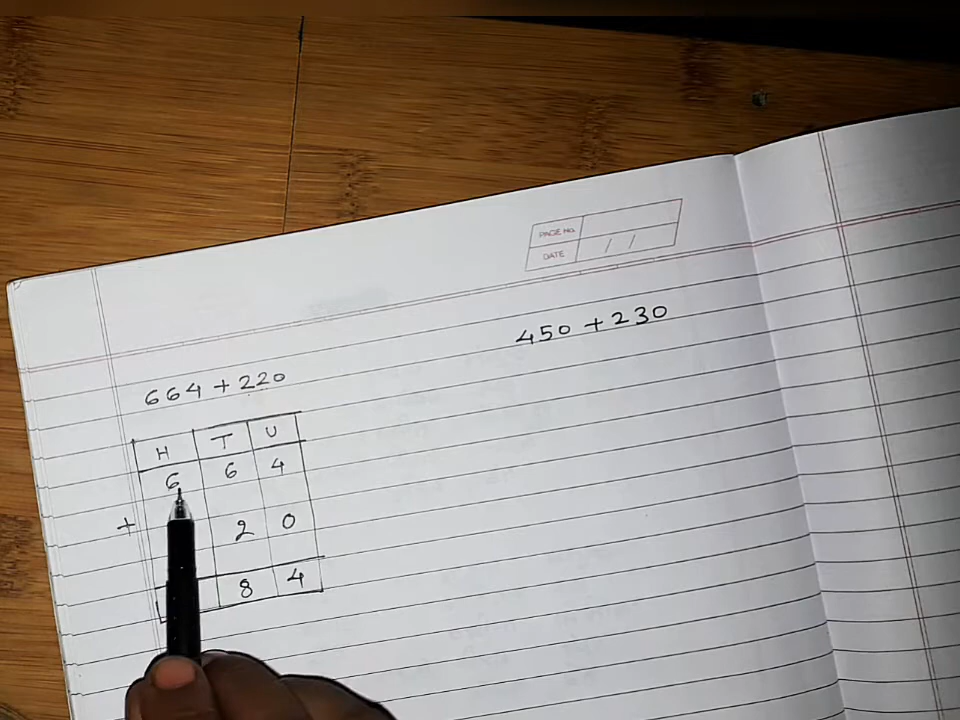 PAGE No.
DATE / /
450 + 230
664 + 220
H T U
6 6 4
+ 2 0
8 4